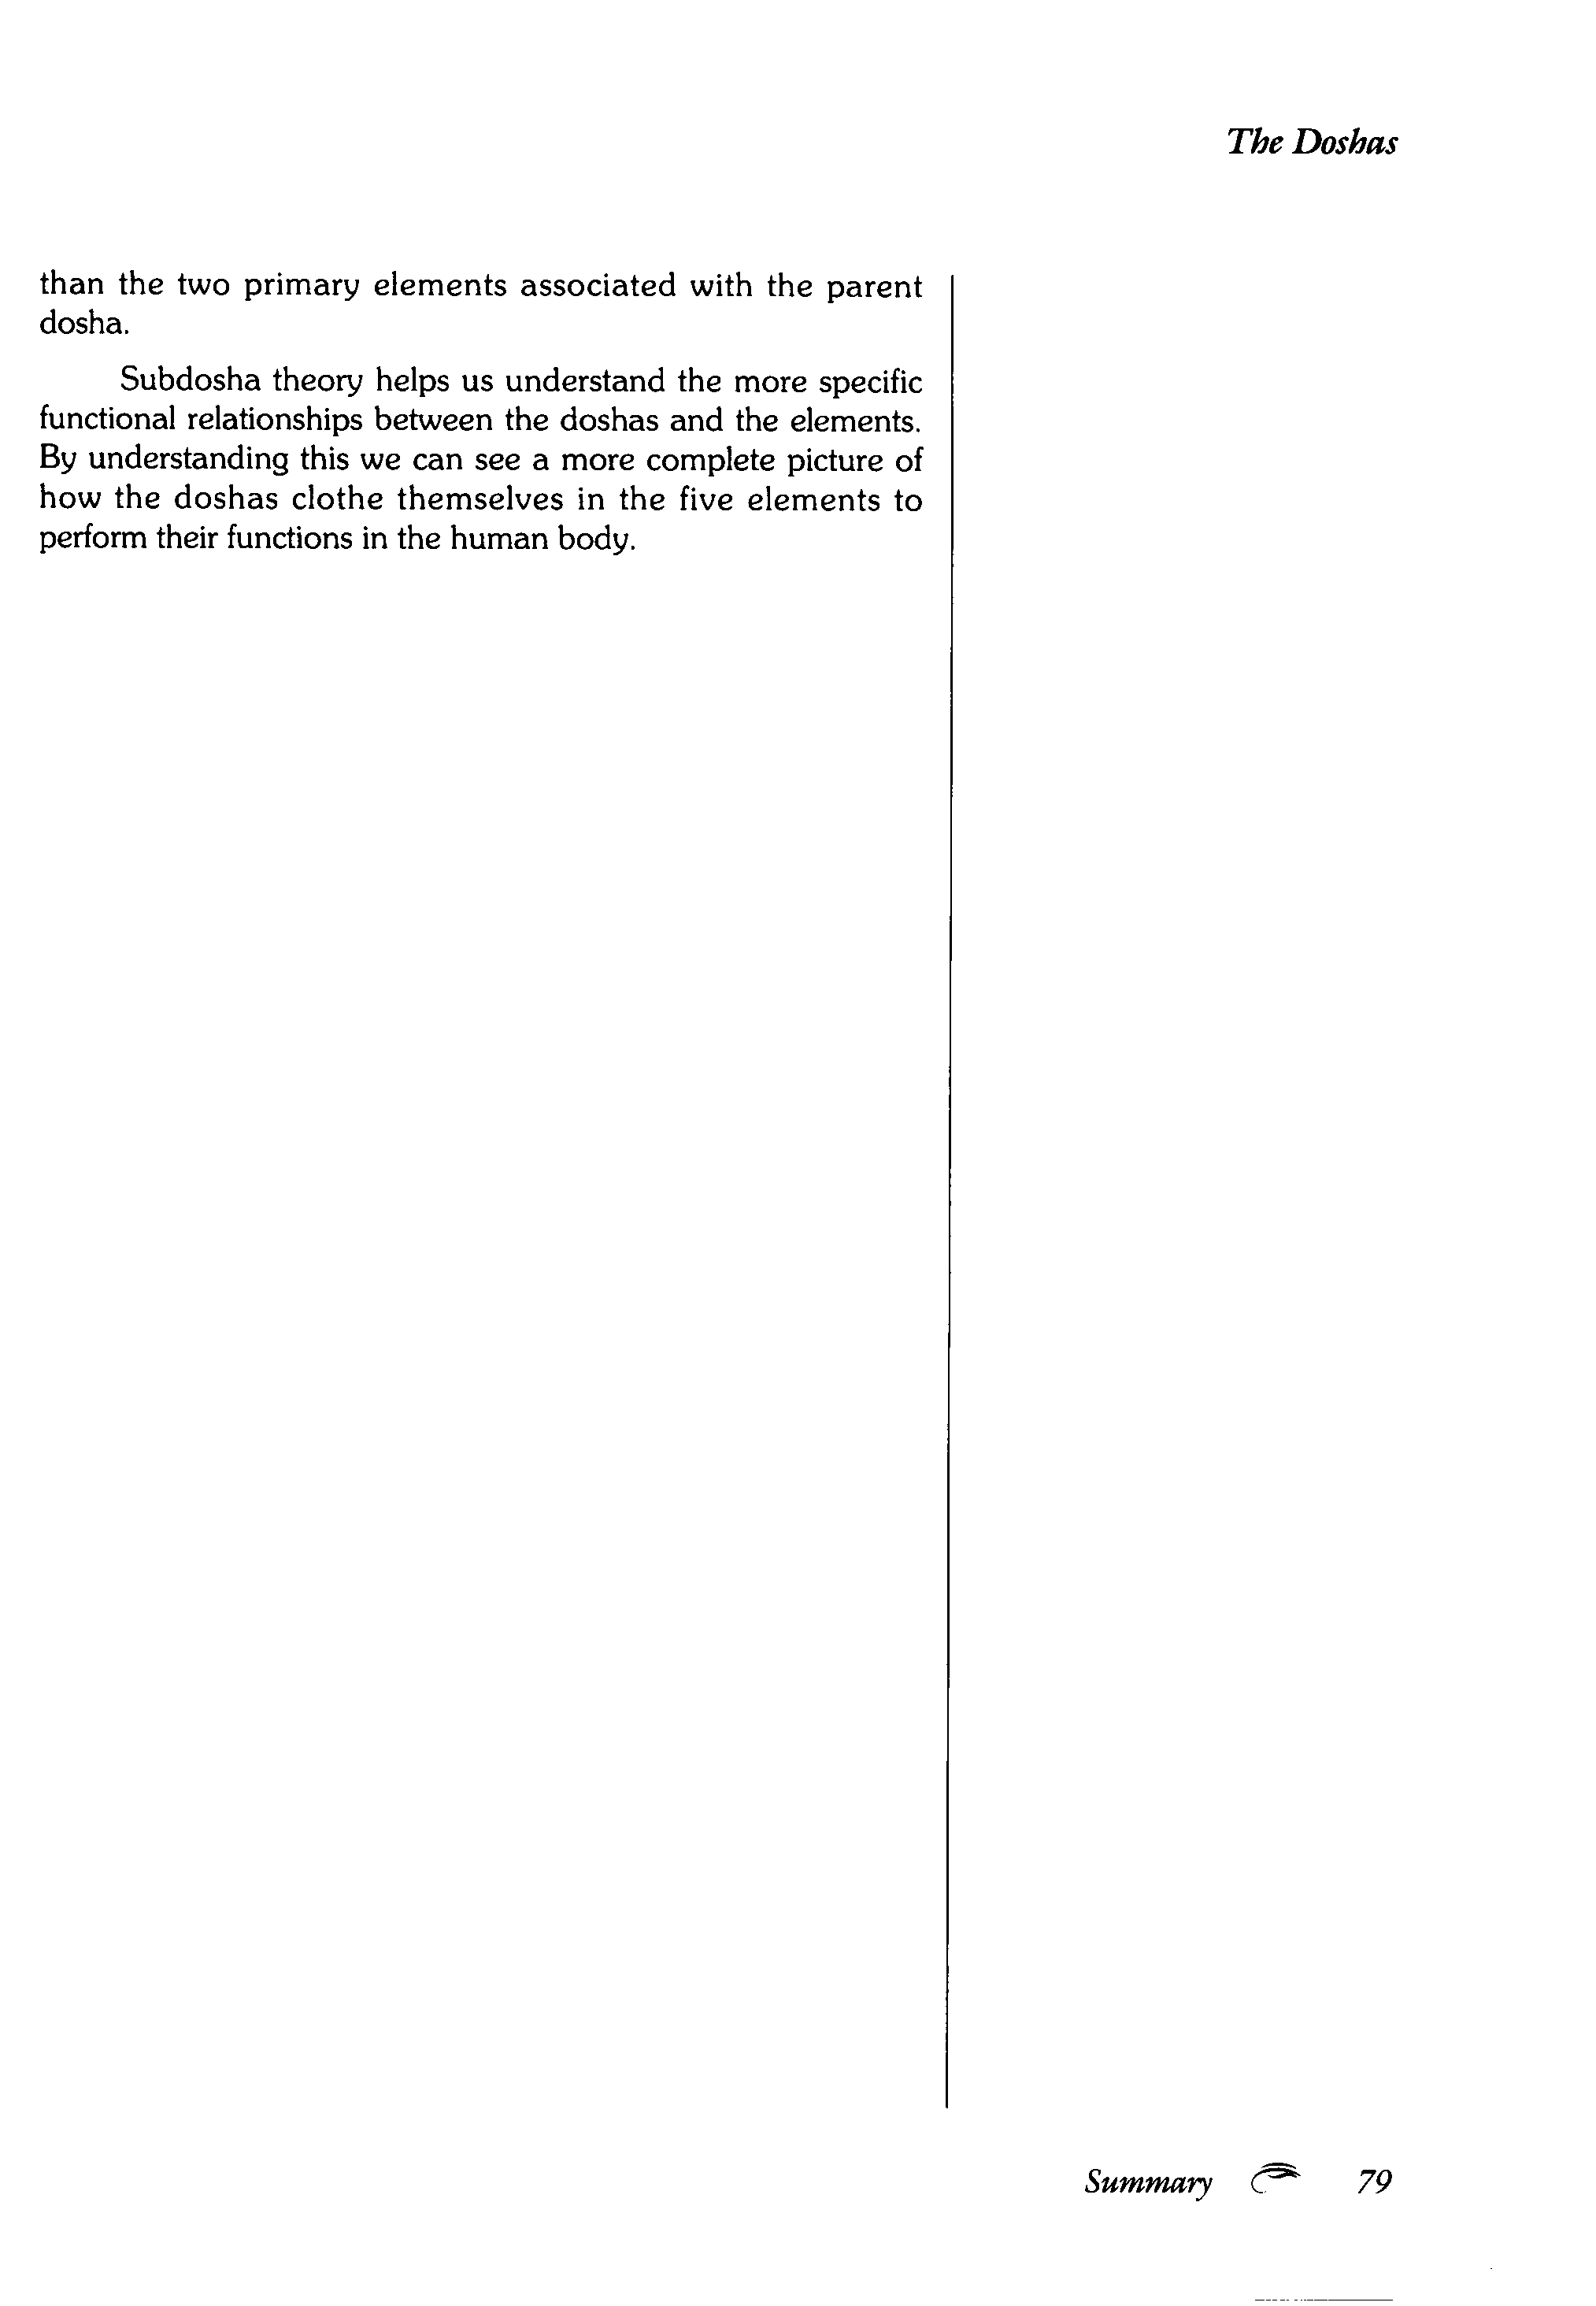 The Doshas
than the two primary elements associated with the parent
dosha.
Subdosha theory helps us understand the more specific
functional relationships between the doshas and the elements.
By understanding this we can see a more complete picture of
how the doshas clothe themselves in the five elements to
perform their functions in the human body.
Summary 79